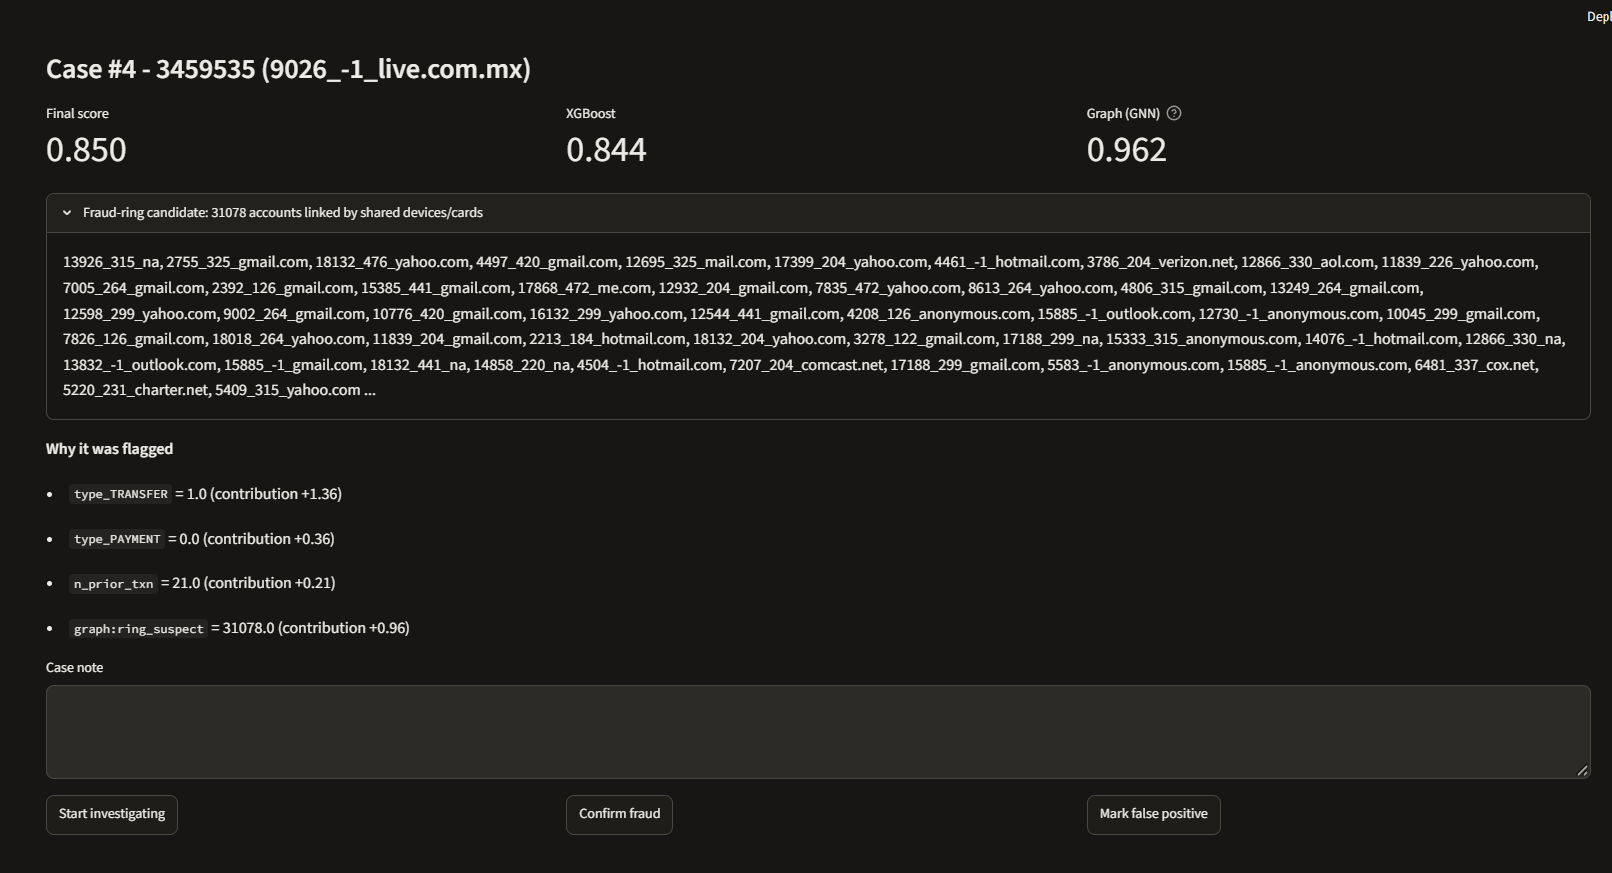 Depl
Case #4 - 3459535 (9026_-1_live.com.mx)
Final score
XGBoost
Graph (GNN)
0.850
0.844
0.962
Fraud-ring candidate: 31078 accounts linked by shared devices/cards
13926_315_na, 2755_325_gmail.com, 18132_476_yahoo.com, 4497_420_gmail.com, 12695_325_mail.com, 17399_204_yahoo.com, 4461_-1_hotmail.com, 3786_204_verizon.net, 12866_330_aol.com, 11839_226_yahoo.com,
7005_264_gmail.com, 2392_126_gmail.com, 15385_441_gmail.com, 17868_472_me.com, 12932_204_gmail.com, 7835_472_yahoo.com, 8613_264_yahoo.com, 4806_315_gmail.com, 13249_264_gmail.com,
12598_299_yahoo.com, 9002_264_gmail.com, 10776_420_gmail.com, 16132_299_yahoo.com, 12544_441_gmail.com, 4208_126_anonymous.com, 15885_-1_outlook.com, 12730_-1_anonymous.com, 10045_299_gmail.com,
7826_126_gmail.com, 18018_264_yahoo.com, 11839_204_gmail.com, 2213_184_hotmail.com, 18132_204_yahoo.com, 3278_122_gmail.com, 17188_299_na, 15333_315_anonymous.com, 14076_-1_hotmail.com, 12866_330_na,
13832_-1_outlook.com, 15885_-1_gmail.com, 18132_441_na, 14858_220_na, 4504_-1_hotmail.com, 7207_204_comcast.net, 17188_299_gmail.com, 5583_-1_anonymous.com, 15885_-1_anonymous.com, 6481_337_cox.net,
5220_231_charter.net, 5409_315_yahoo.com ...
Why it was flagged
• type_TRANSFER = 1.0 (contribution +1.36)
• type_PAYMENT = 0.0 (contribution +0.36)
• n_prior_txn = 21.0 (contribution +0.21)
• graph:ring_suspect = 31078.0 (contribution +0.96)
Case note
Start investigating
Confirm fraud
Mark false positive